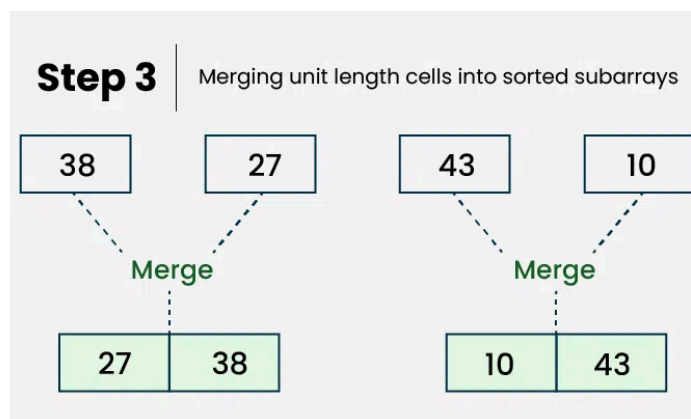 Step 3
Merging unit length cells into sorted subarrays
38 27 43 10
Merge Merge
27 38 10 43